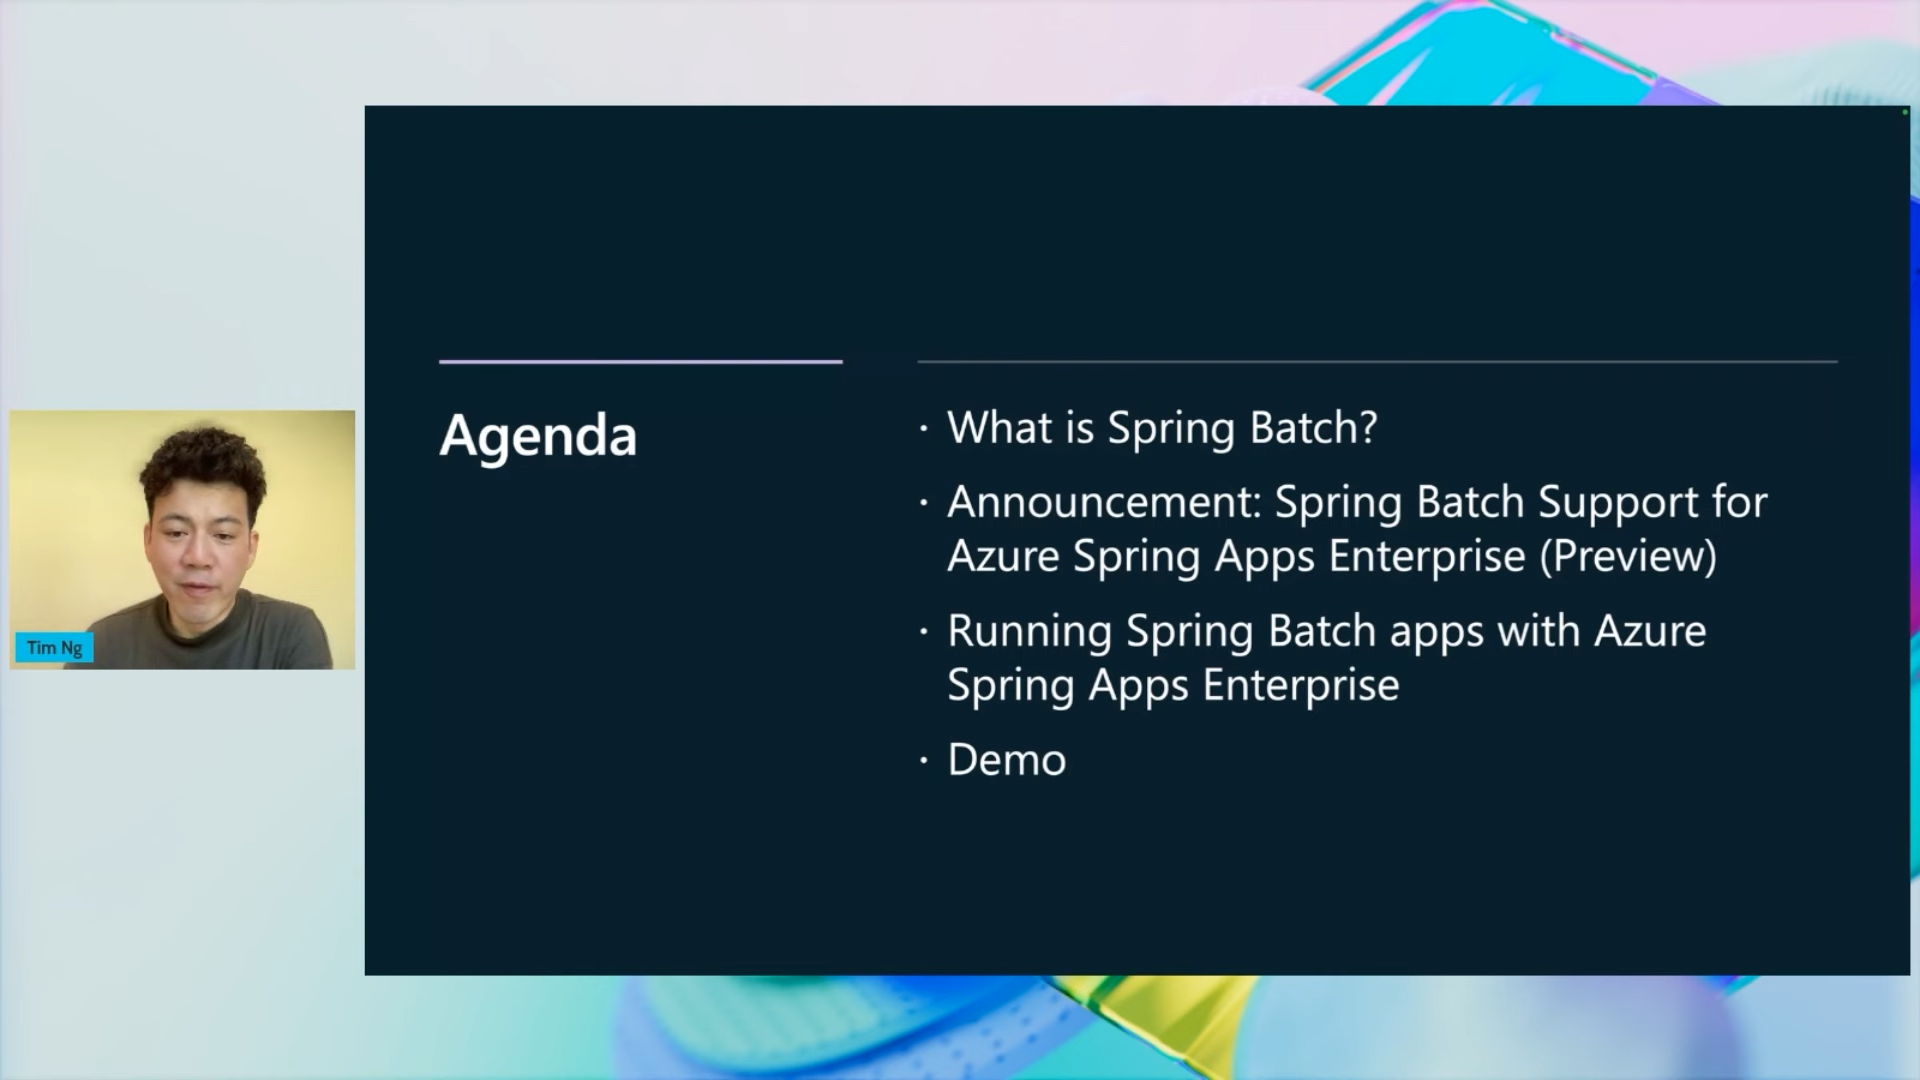 Agenda
· What is Spring Batch?
· Announcement: Spring Batch Support for
Azure Spring Apps Enterprise (Preview)
· Running Spring Batch apps with Azure
Spring Apps Enterprise
· Demo
Tim Ng